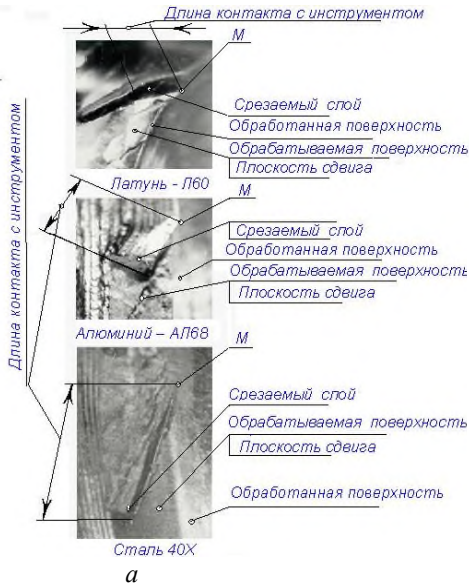 Длина контакта с инструментом
М
Срезаемый слой
Обработанная поверхность
Обрабатываемая поверхность
Плоскость сдвига
Латунь - Л60
М
Длина контакта с инструментом
Срезаемый слой
Обработанная поверхность
Обрабатываемая поверхность
Плоскость сдвига
Алюминий – АЛ68
М
Срезаемый слой
Обрабатываемая поверхность
Плоскость сдвига
Обработанная поверхность
Сталь 40Х
а